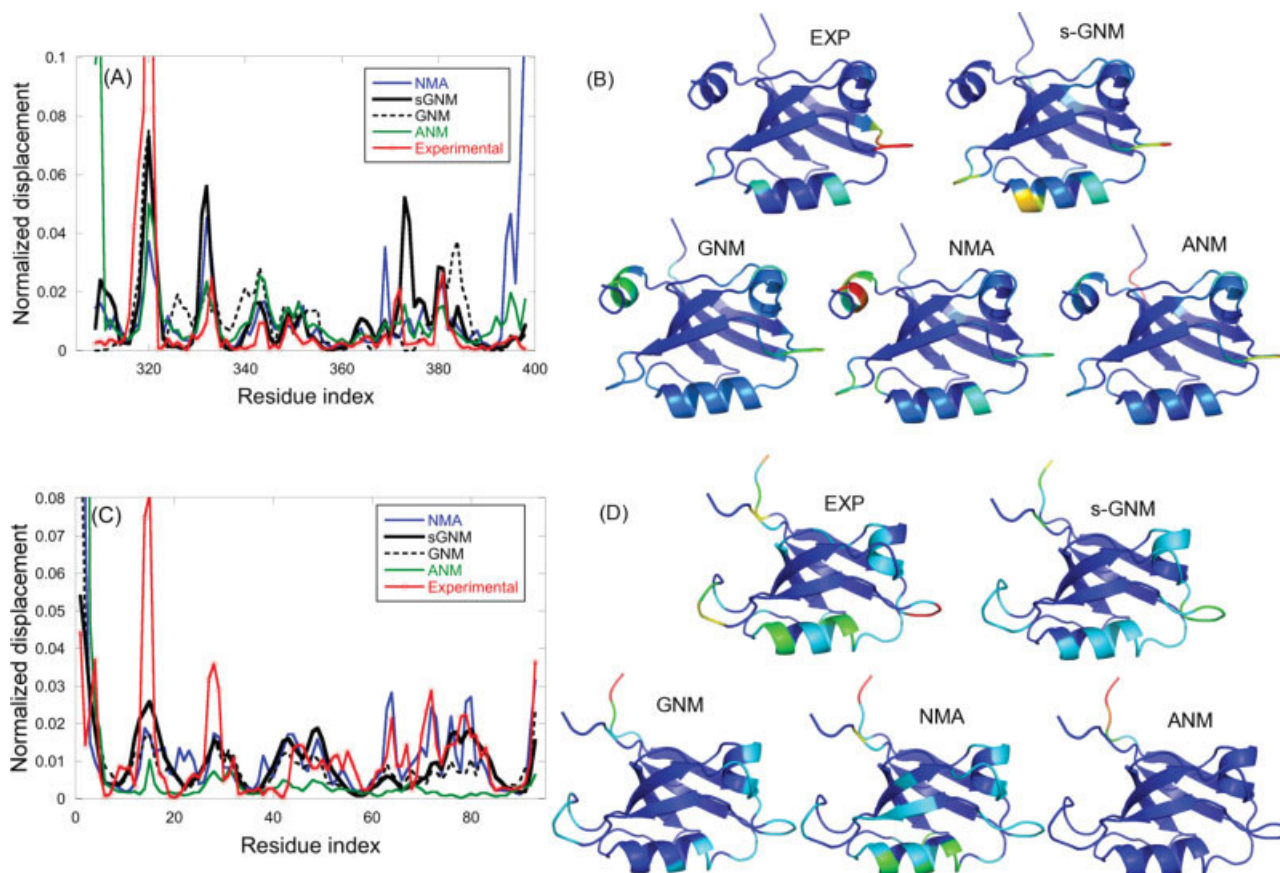 (A)
Normalized displacement
0.1
0.08
0.06
0.04
0.02
0
NMA
sGNM
GNM
ANM
Experimental
320 340 360 380 400
Residue index
(B)
EXP
s-GNM
GNM
NMA
ANM
(C)
Normalized displacement
0.08
0.07
0.06
0.05
0.04
0.03
0.02
0.01
0
NMA
sGNM
GNM
ANM
Experimental
0 20 40 60 80
Residue index
(D)
EXP
s-GNM
GNM
NMA
ANM